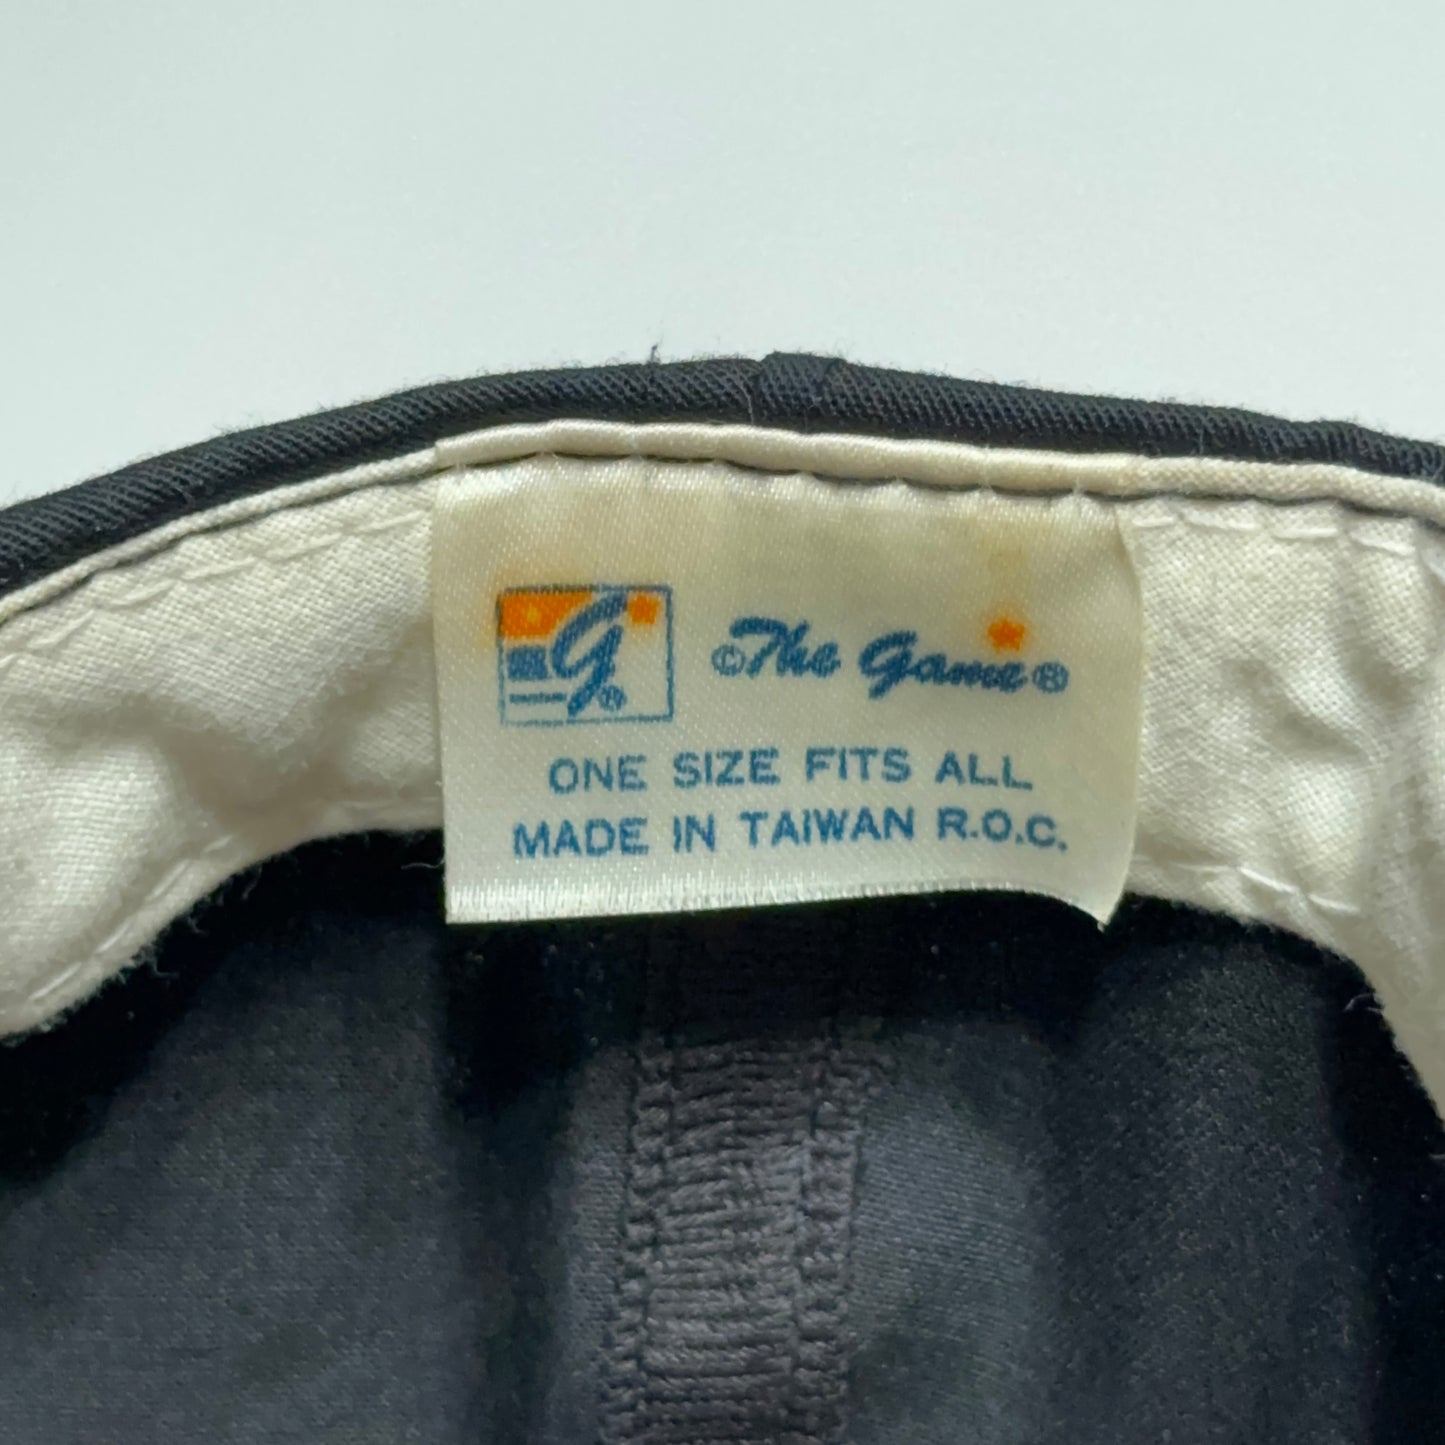 G®
©The Game®
ONE SIZE FITS ALL
MADE IN TAIWAN R.O.C.